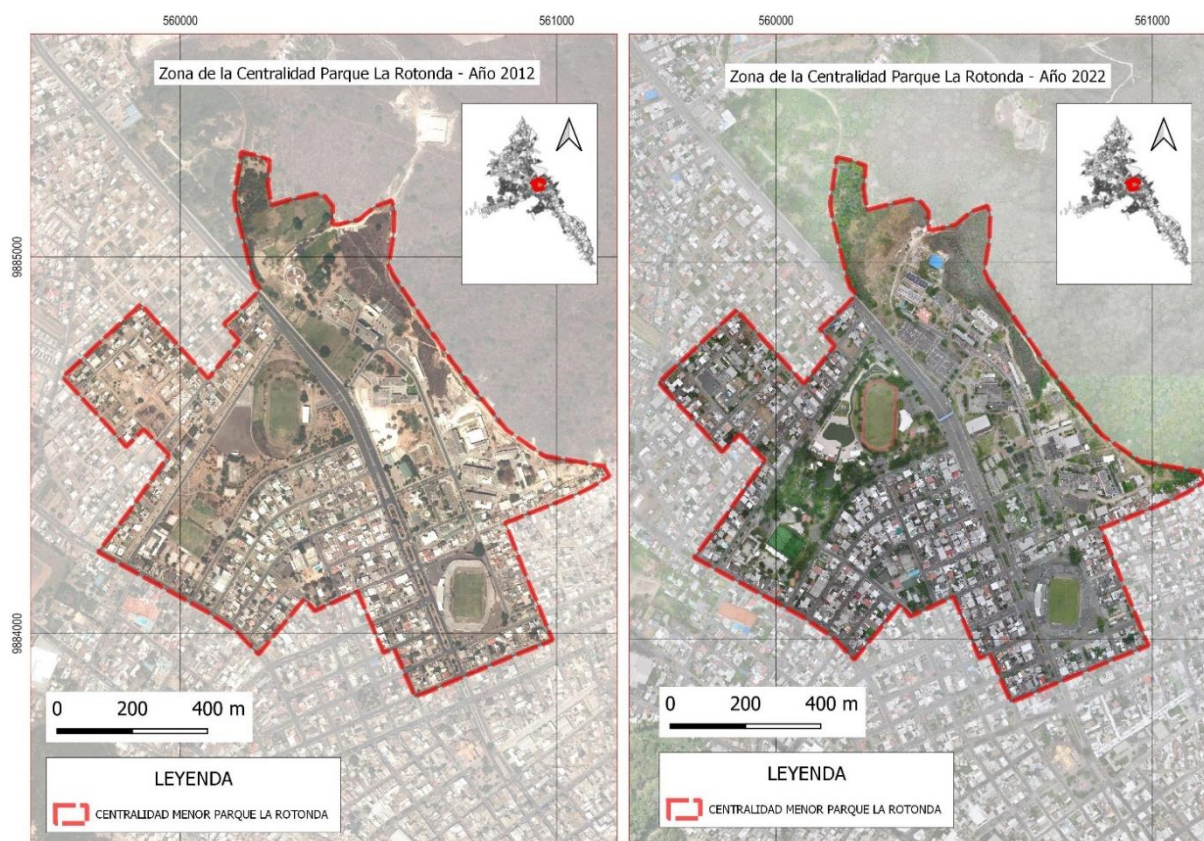 560000
561000
560000
561000
Zona de la Centralidad Parque La Rotonda - Año 2012
Zona de la Centralidad Parque La Rotonda - Año 2022
9885000
9884000
0 200 400 m
0 200 400 m
LEYENDA
CENTRALIDAD MENOR PARQUE LA ROTONDA
LEYENDA
CENTRALIDAD MENOR PARQUE LA ROTONDA